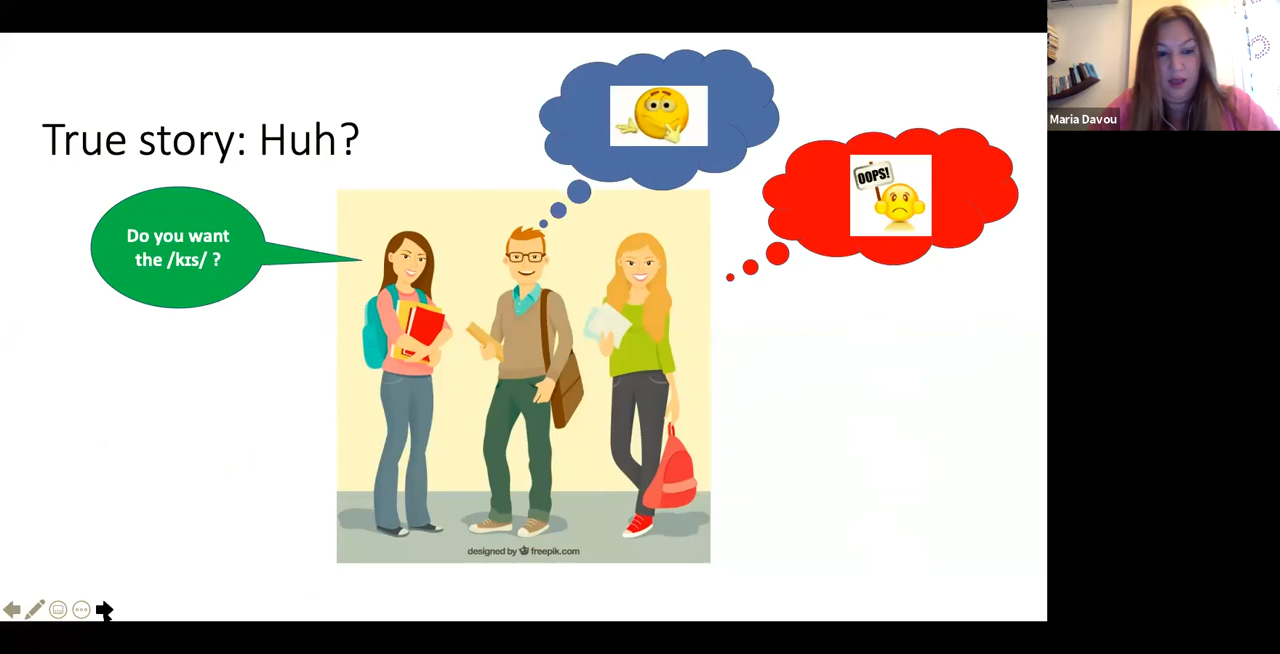 True story: Huh?
Do you want
the /kɪs/ ?
OOPS!
designed by freepik.com
Maria Davou